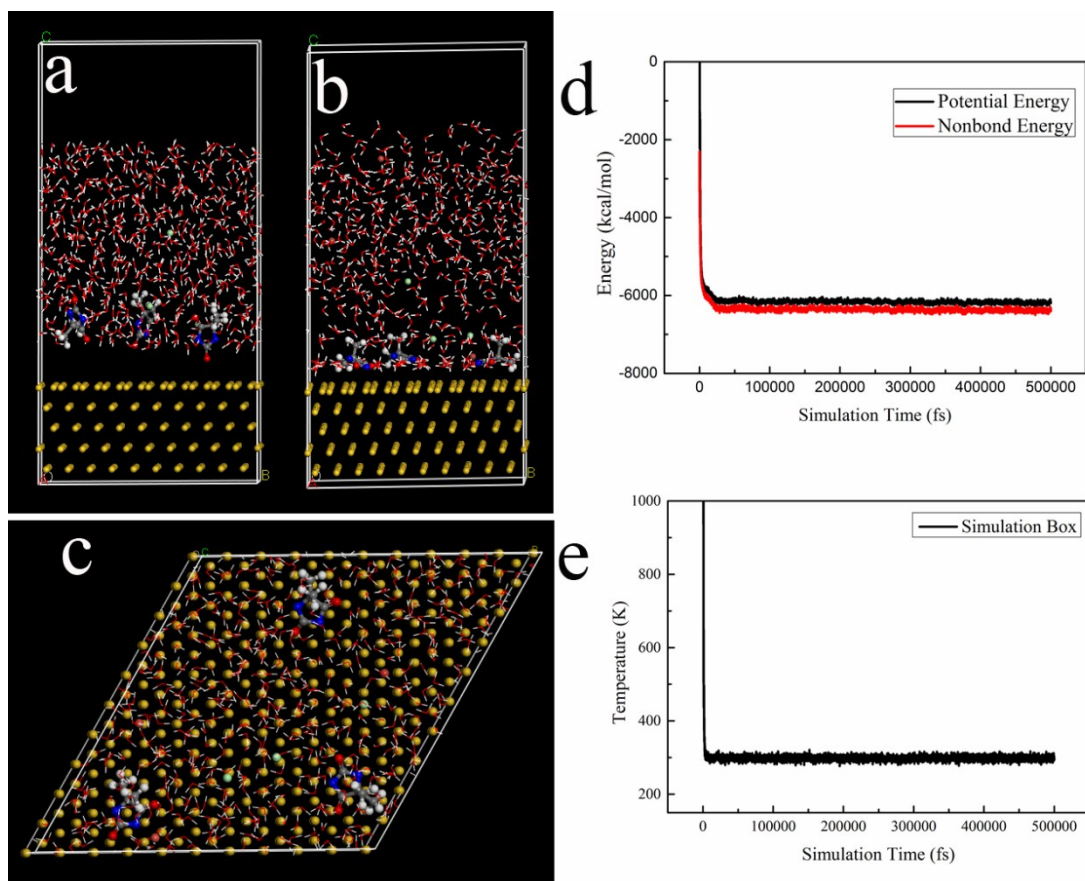 a
C
B
b
C
c
d
0
-2000
-4000
-6000
-8000
Energy (kcal/mol)
Potential Energy
Nonbond Energy
0
100000
200000
300000
400000
500000
Simulation Time (fs)
e
1000
800
600
400
200
Temperature (K)
Simulation Box
0
100000
200000
300000
400000
500000
Simulation Time (fs)